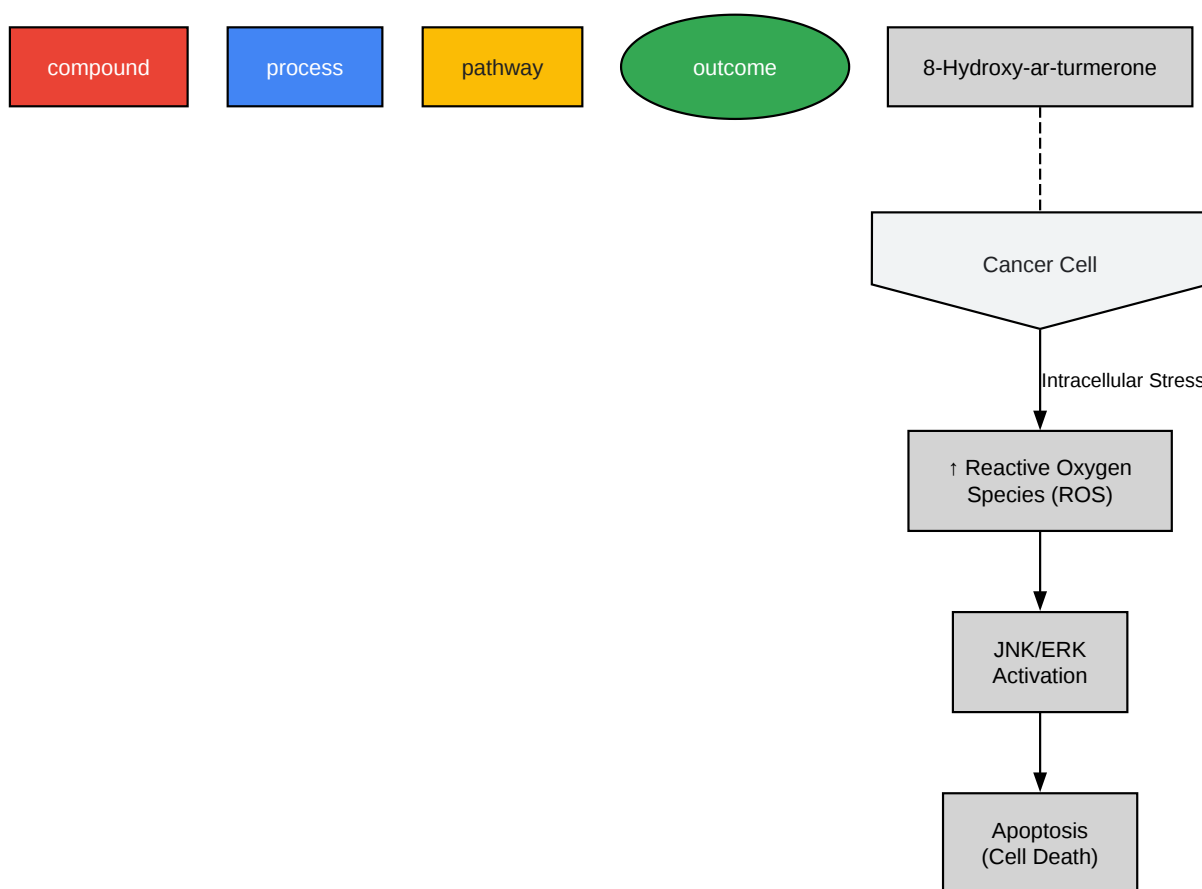 compound
process
pathway
outcome
8-Hydroxy-ar-turmerone
Cancer Cell
Intracellular Stress
↑ Reactive Oxygen
Species (ROS)
JNK/ERK
Activation
Apoptosis
(Cell Death)